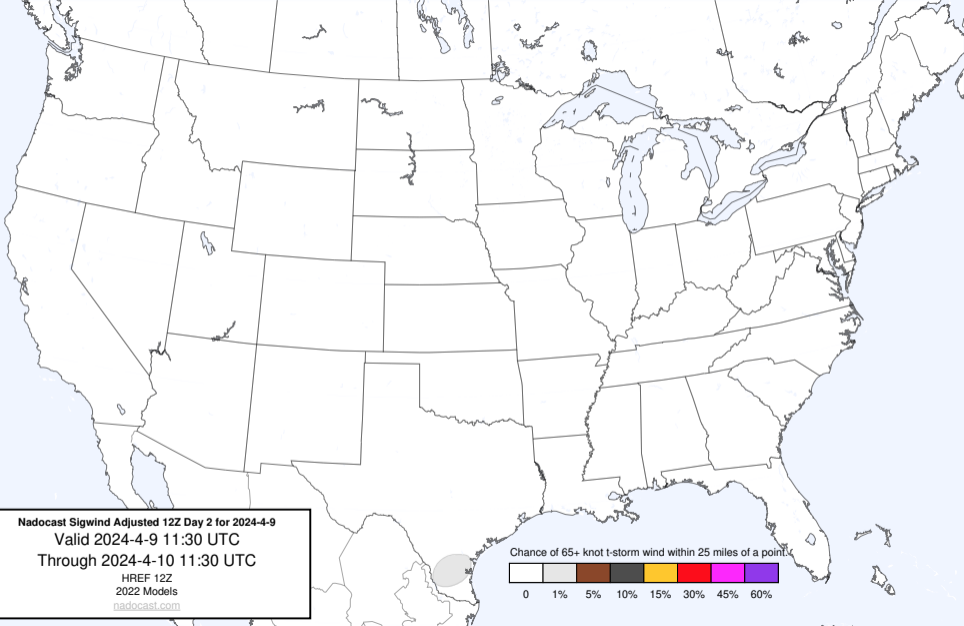 Nadocast Sigwind Adjusted 12Z Day 2 for 2024-4-9
Valid 2024-4-9 11:30 UTC
Through 2024-4-10 11:30 UTC
HREF 12Z
2022 Models
nadocast.com
Chance of 65+ knot t-storm wind within 25 miles of a point.
0 1% 5% 10% 15% 30% 45% 60%